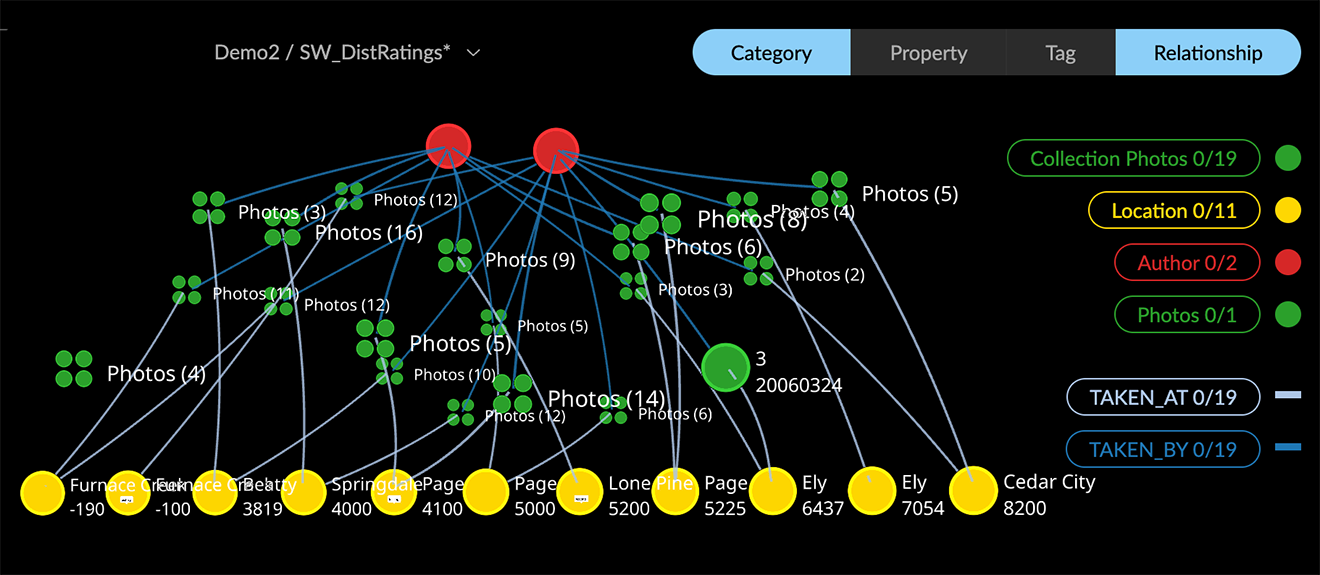 Demo2 / SW_DistRatings*
Category
Property
Tag
Relationship
Collection Photos 0/19
Location 0/11
Author 0/2
Photos 0/1
TAKEN_AT 0/19
TAKEN_BY 0/19
Photos (3)
Photos (12)
Photos (16)
Photos (9)
Photos (8)
Photos (6)
Photos (4)
Photos (5)
Photos (11)
Photos (12)
Photos (3)
Photos (2)
Photos (5)
Photos (5)
Photos (4)
Photos (10)
3
20060324
Photos (14)
Photos (12)
Photos (6)
Furnace Creek
-190
Furnace Creek
-100
Beatty
3819
Springdale
4000
Page
4100
Page
5000
Lone Pine
5200
Page
5225
Ely
6437
Ely
7054
Cedar City
8200